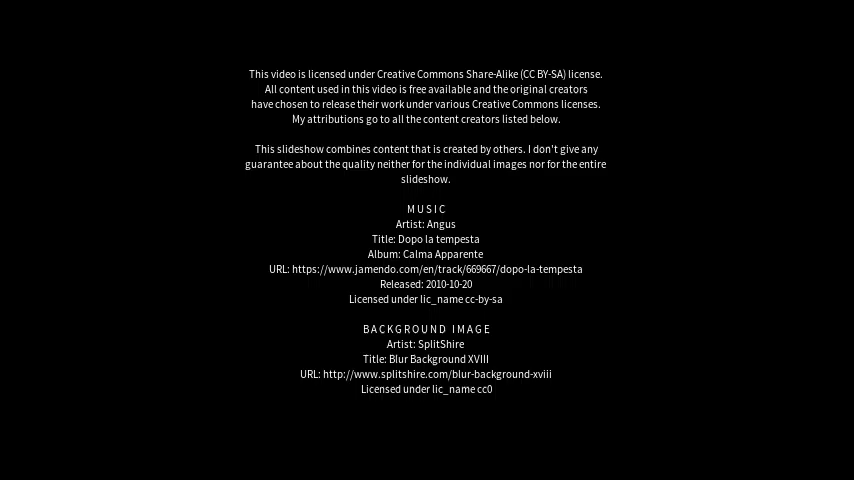 This video is licensed under Creative Commons Share-Alike (CC BY-SA) license.
All content used in this video is free available and the original creators
have chosen to release their work under various Creative Commons licenses.
My attributions go to all the content creators listed below.
This slideshow combines content that is created by others. I don't give any
guarantee about the quality neither for the individual images nor for the entire
slideshow.
MUSIC
Artist: Angus
Title: Dopo la tempesta
Album: Calma Apparente
URL: https://www.jamendo.com/en/track/669667/dopo-la-tempesta
Released: 2010-10-20
Licensed under lic_name cc-by-sa
BACKGROUND IMAGE
Artist: SplitShire
Title: Blur Background XVIII
URL: http://www.splitshire.com/blur-background-xviii
Licensed under lic_name cc0